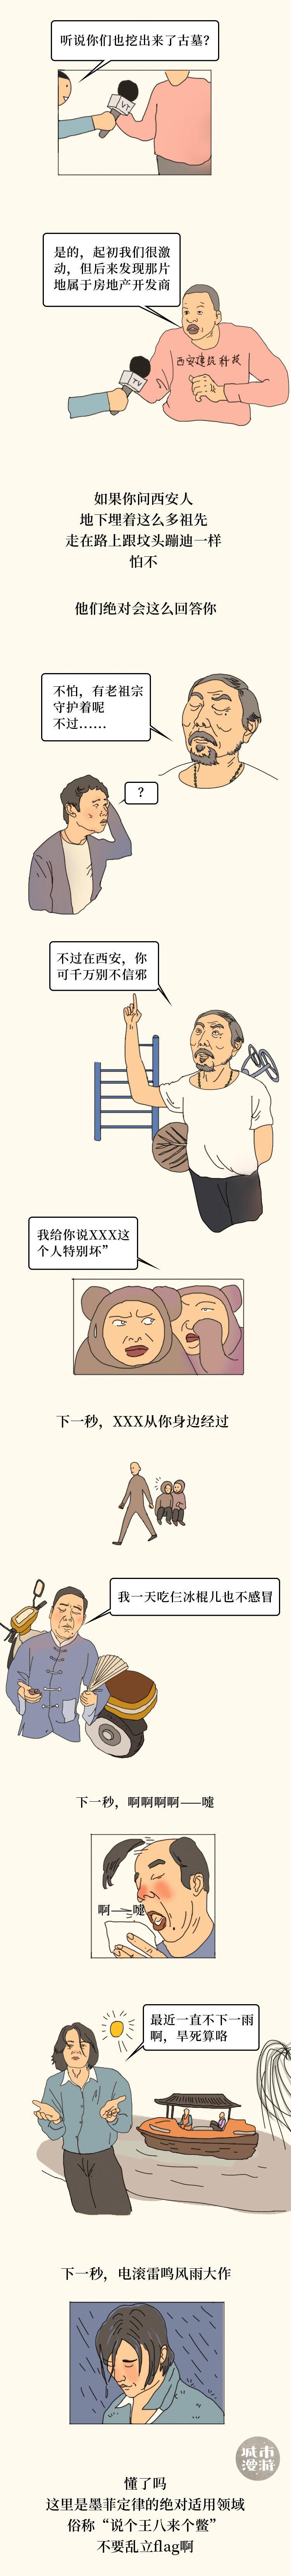 听说你们也挖出来了古墓?
TV
是的，起初我们很激
动，但后来发现那片
地属于房地产开发商
西安建筑科技
TV
如果你问西安人
地下埋着这么多祖先
走在路上跟坟头蹦迪一样
怕不
他们绝对会这么回答你
不怕，有老祖宗
守护着呢
不过……
?
不过在西安，你
可千万别不信邪
我给你说XXX这
个人特别坏”
下一秒，XXX从你身边经过
我一天吃仨冰棍儿也不感冒
下一秒，啊啊啊啊——嚏
啊——嚏
最近一直不下一雨
啊，旱死算咯
下一秒，电滚雷鸣风雨大作
城市
漫游
懂了吗
这里是墨菲定律的绝对适用领域
俗称“说个王八来个鳖”
不要乱立flag啊